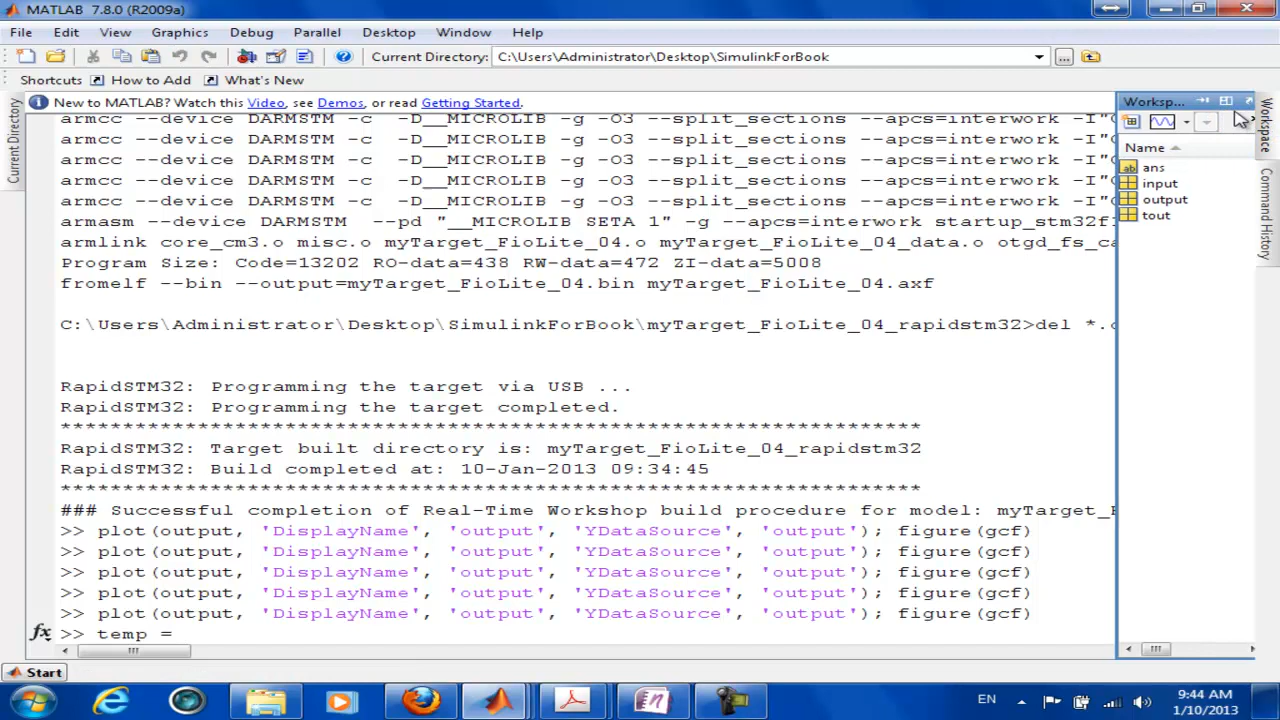 MATLAB 7.8.0 (R2009a)
File Edit View Graphics Debug Parallel Desktop Window Help
Current Directory: C:\Users\Administrator\Desktop\SimulinkForBook ...
Shortcuts How to Add What's New
New to MATLAB? Watch this Video, see Demos, or read Getting Started.
Current Directory
armcc --device DARMSTM -c -D__MICROLIB -g -O3 --split_sections --apcs=interwork -I"C
armcc --device DARMSTM -c -D__MICROLIB -g -O3 --split_sections --apcs=interwork -I"C
armcc --device DARMSTM -c -D__MICROLIB -g -O3 --split_sections --apcs=interwork -I"C
armcc --device DARMSTM -c -D__MICROLIB -g -O3 --split_sections --apcs=interwork -I"C
armcc --device DARMSTM -c -D__MICROLIB -g -O3 --split_sections --apcs=interwork -I"C
armasm --device DARMSTM --pd "__MICROLIB SETA 1" -g --apcs=interwork startup_stm32f
armlink core_cm3.o misc.o myTarget_FioLite_04.o myTarget_FioLite_04_data.o otgd_fs_ca
Program Size: Code=13202 RO-data=438 RW-data=472 ZI-data=5008
fromelf --bin --output=myTarget_FioLite_04.bin myTarget_FioLite_04.axf
C:\Users\Administrator\Desktop\SimulinkForBook\myTarget_FioLite_04_rapidstm32>del *.o
RapidSTM32: Programming the target via USB ...
RapidSTM32: Programming the target completed.
*********************************************************************
RapidSTM32: Target built directory is: myTarget_FioLite_04_rapidstm32
RapidSTM32: Build completed at: 10-Jan-2013 09:34:45
*********************************************************************
### Successful completion of Real-Time Workshop build procedure for model: myTarget_F
>> plot(output, 'DisplayName', 'output', 'YDataSource', 'output'); figure(gcf)
>> plot(output, 'DisplayName', 'output', 'YDataSource', 'output'); figure(gcf)
>> plot(output, 'DisplayName', 'output', 'YDataSource', 'output'); figure(gcf)
>> plot(output, 'DisplayName', 'output', 'YDataSource', 'output'); figure(gcf)
>> plot(output, 'DisplayName', 'output', 'YDataSource', 'output'); figure(gcf)
fx >> temp =
Worksp...
Name
ans
input
output
tout
Workspace
Command History
Start
EN
9:44 AM
1/10/2013